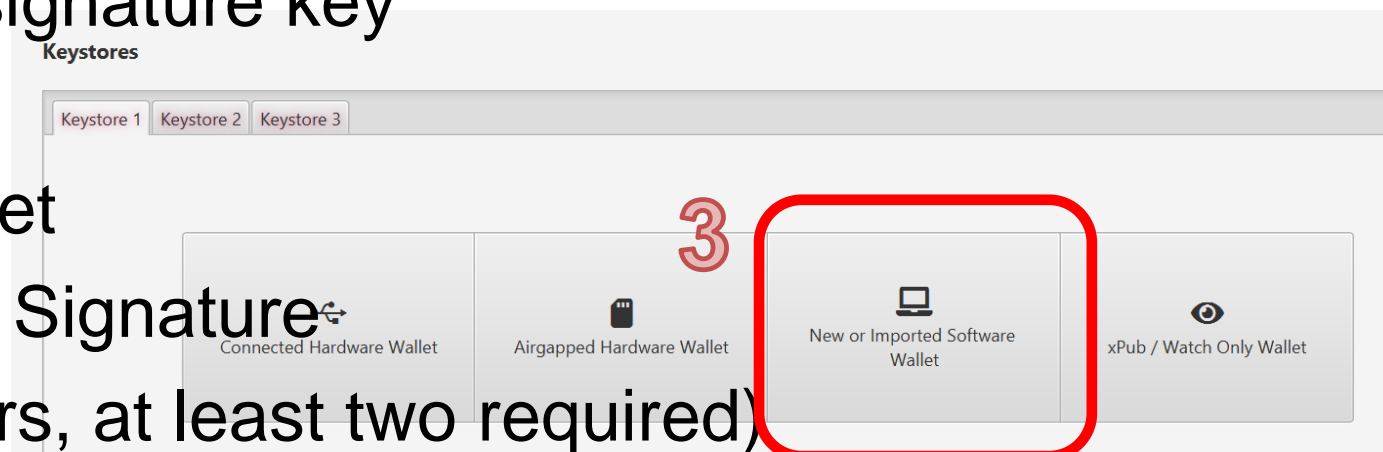 signature key
Keystores
Keystore 1 Keystore 2 Keystore 3
et
3
Signature
Connected Hardware Wallet
Airgapped Hardware Wallet
New or Imported Software
Wallet
xPub / Watch Only Wallet
rs, at least two required)